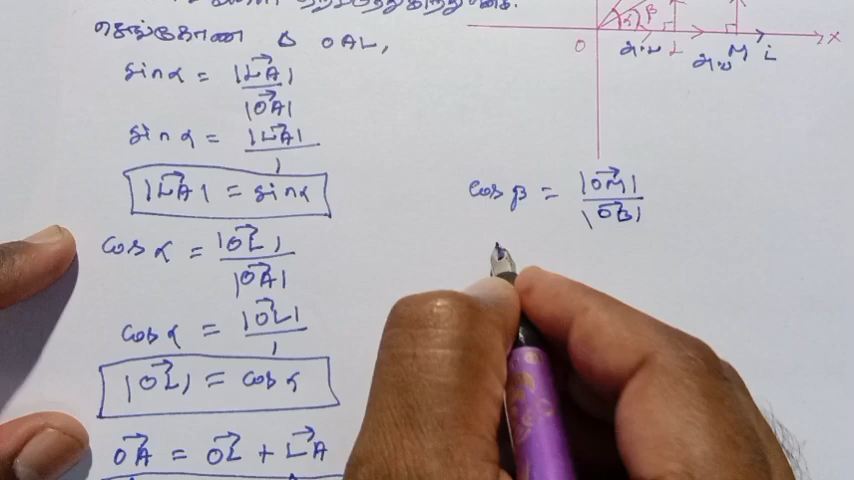 செங்கோண Δ OAL,
sin α = |LA→| / |OA→|
sin α = |LA→| / 1
|LA→| = sin α
cos α = |OL→| / |OA→|
cos α = |OL→| / 1
|OL→| = cos α
OA→ = OL→ + LA→
α β
O L M i X
cos β = |OM→| / |OB→|